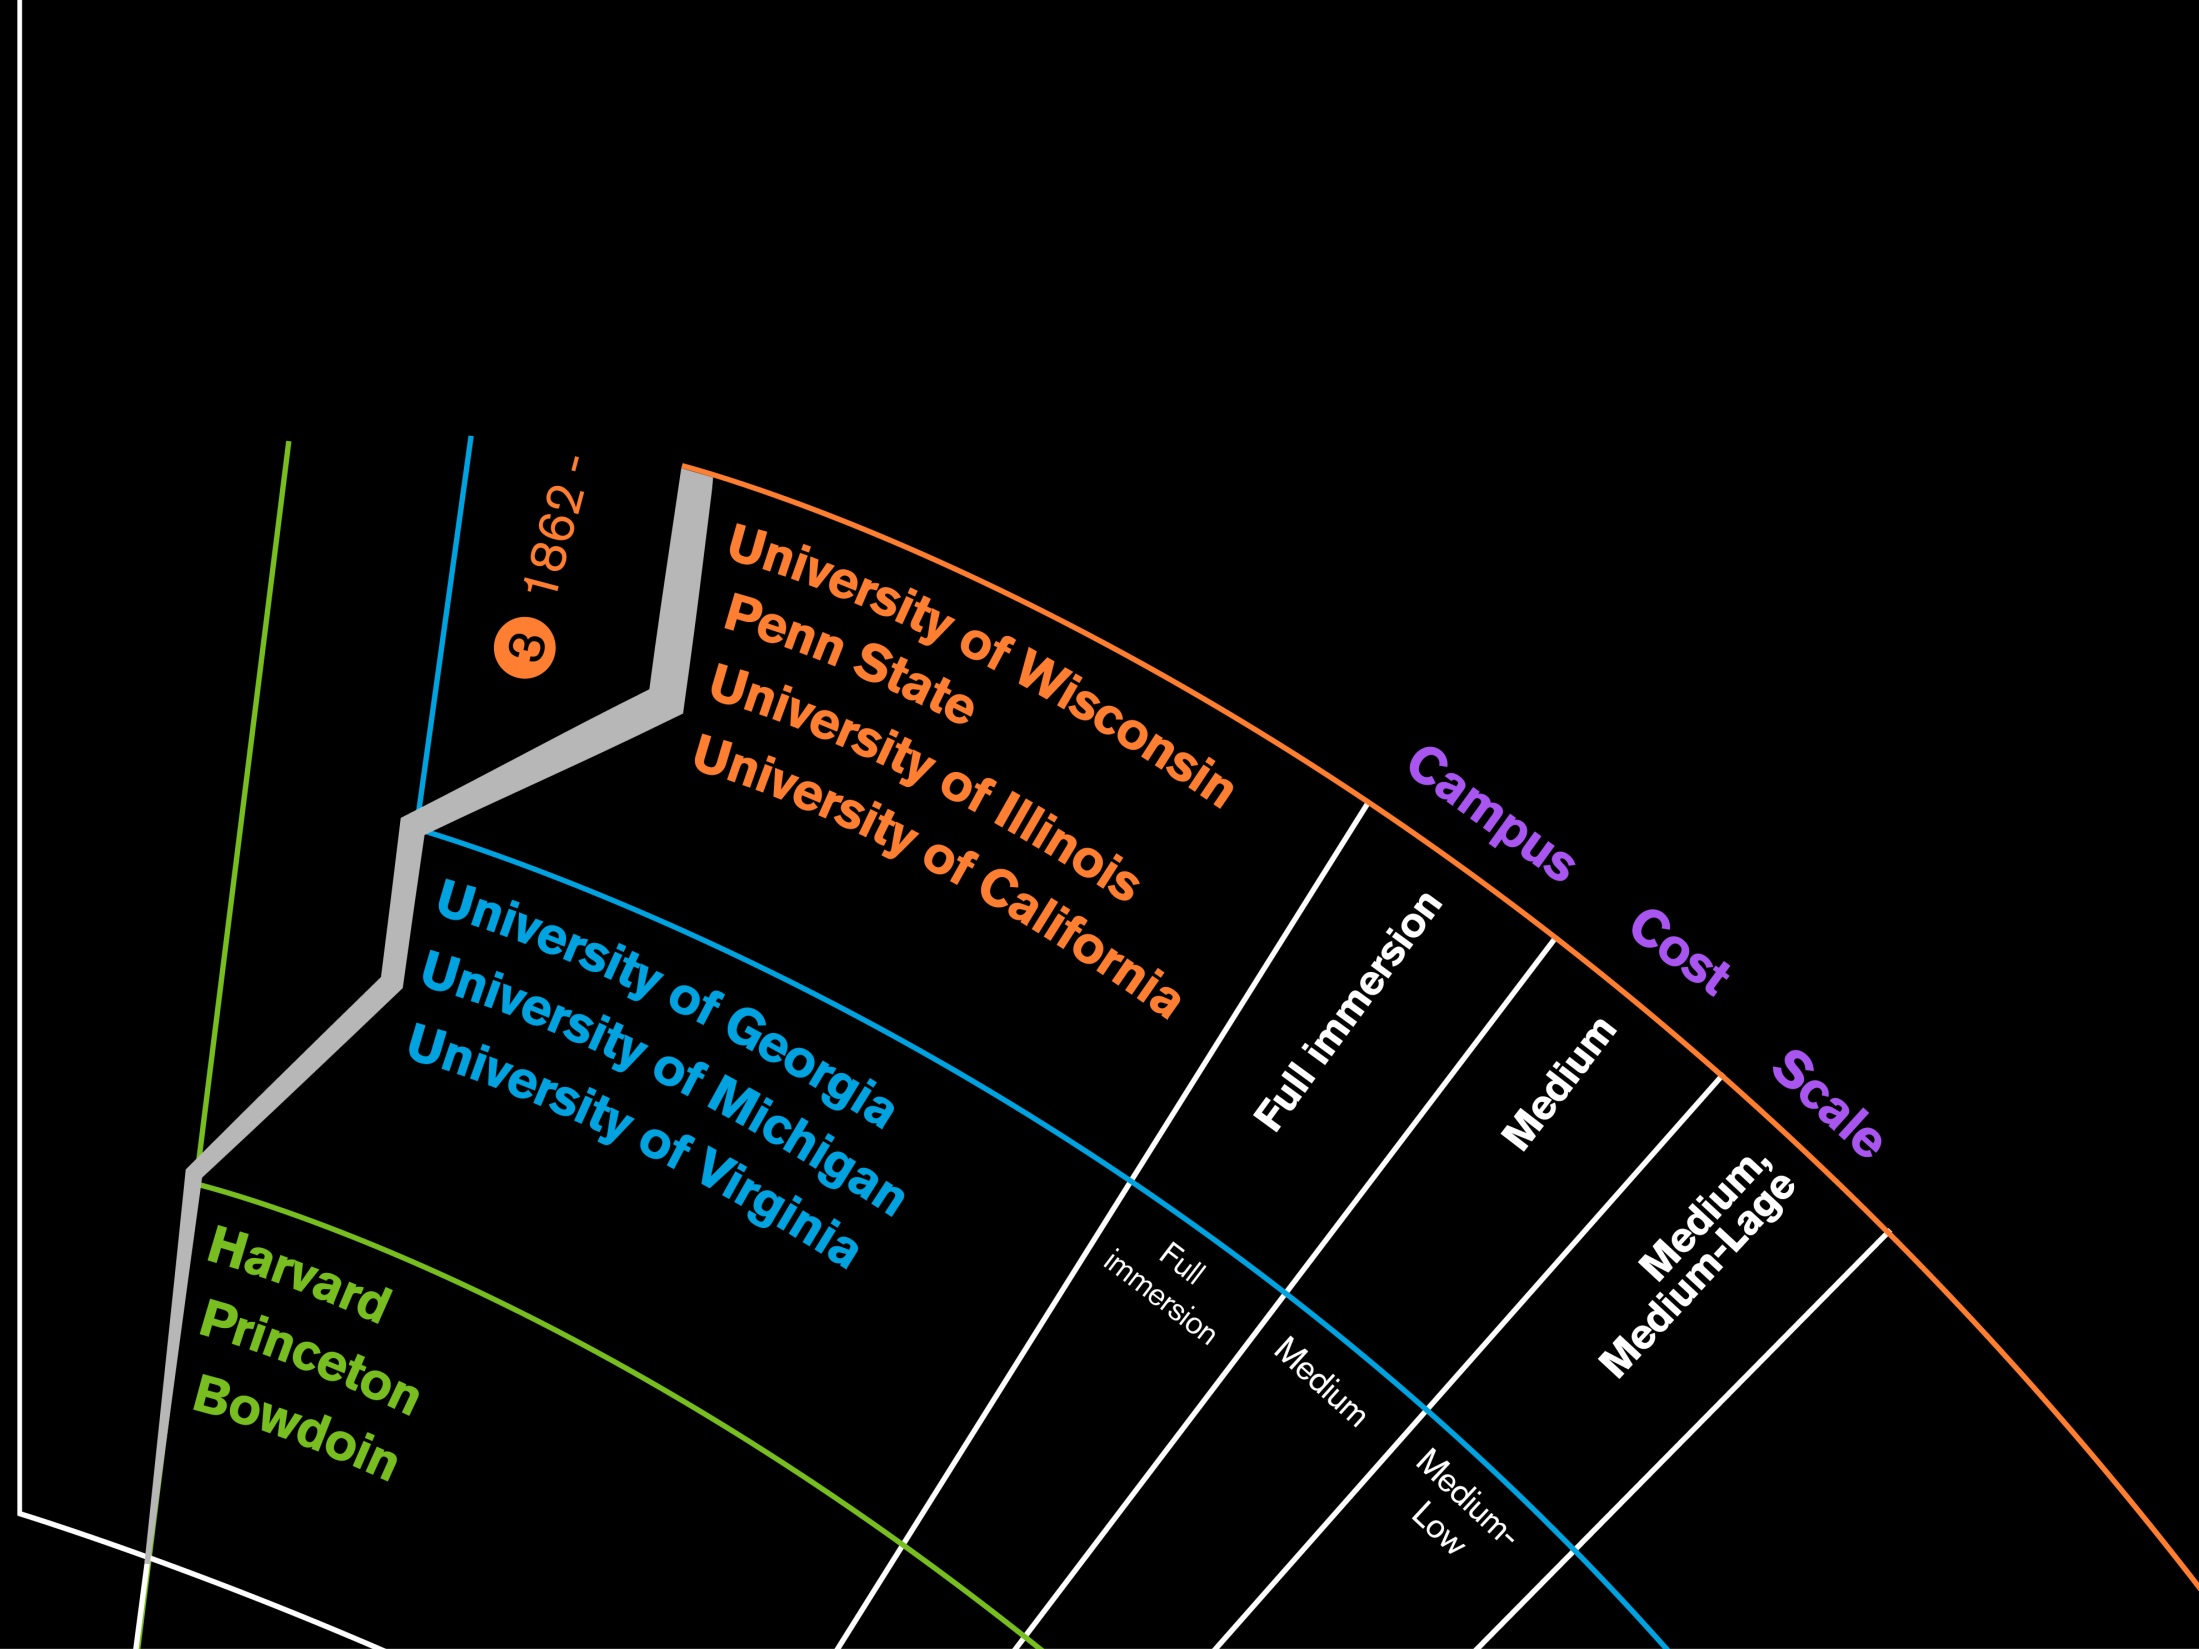 3 1862 -
University of Wisconsin
Penn State
University of Illinois
University of California
Campus
Cost
Scale
Full immersion
Medium
Medium,
Medium-Lage
University of Georgia
University of Michigan
University of Virginia
Full
immersion
Medium
Medium-
Low
Harvard
Princeton
Bowdoin